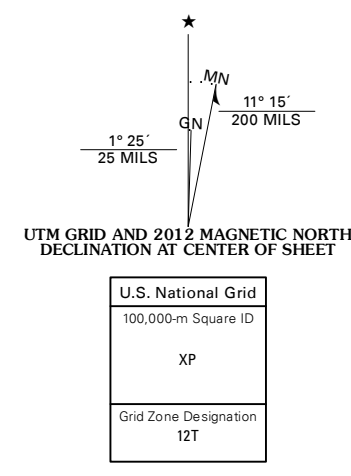 ★
MN
11° 15´
200 MILS
GN
1° 25´
25 MILS
UTM GRID AND 2012 MAGNETIC NORTH
DECLINATION AT CENTER OF SHEET
U.S. National Grid
100,000-m Square ID
XP
Grid Zone Designation
12T